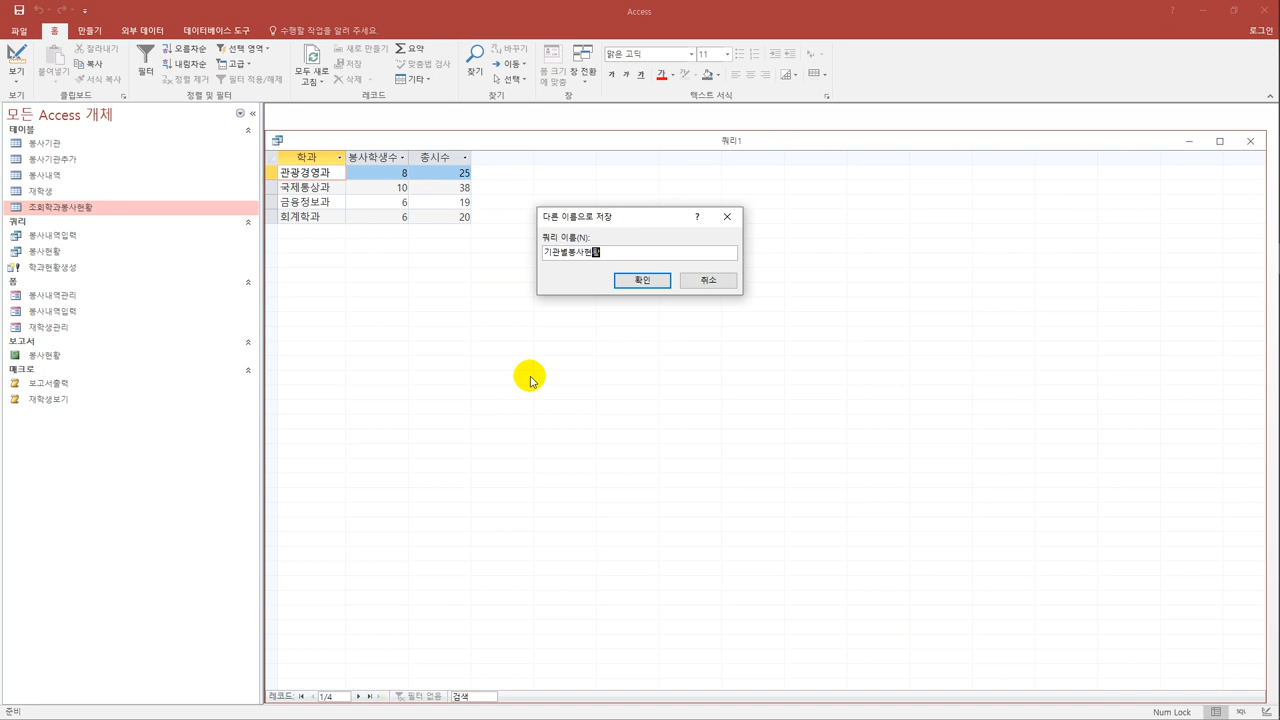 Access
로그인
파일 홈 만들기 외부 데이터 데이터베이스 도구 수행할 작업을 알려 주세요.
보기 붙여넣기 잘라내기 복사 서식 복사
필터 오름차순 내림차순 정렬 제거 선택 영역 고급 필터 적용/해제
모두 새로 고침 새로 만들기 저장 삭제 요약 맞춤법 검사 기타
찾기 바꾸기 이동 선택
폼 크기에 맞춤 창 전환
맑은 고딕 11
가 가 가 가
보기 클립보드 정렬 및 필터 레코드 찾기 창 텍스트 서식
모든 Access 개체
테이블
봉사기관
봉사기관추가
봉사내역
재학생
조회학과봉사현황
쿼리
봉사내역입력
봉사현황
학과현황생성
폼
봉사내역관리
봉사내역입력
재학생관리
보고서
봉사현황
매크로
보고서출력
재학생보기
쿼리1
학과 봉사학생수 총시수
관광경영과 8 25
국제통상과 10 38
금융정보과 6 19
회계학과 6 20
다른 이름으로 저장 ?
쿼리 이름(N):
기관별봉사현황
확인 취소
레코드: 1/4 필터 없음 검색
준비 Num Lock SQL